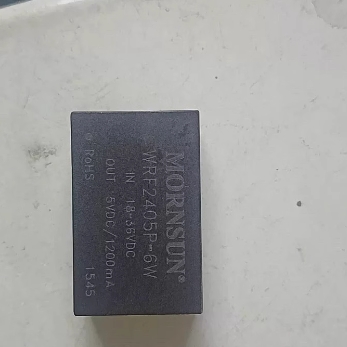 MORNSUN®
WRF2405P-6W
IN 18-36VDC
OUT 5VDC/1200mA
RoHS 1545